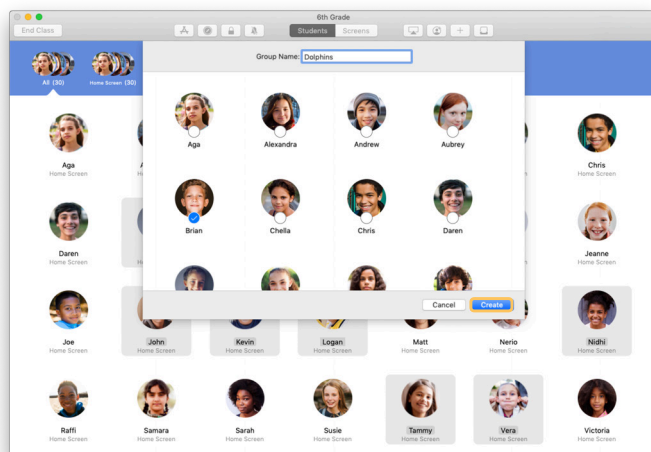 6th Grade
End Class
Students Screens
Group Name: Dolphins
All (30) Home Screen (30)
Aga Alexandra Andrew Aubrey
Brian Chella Chris Daren
Cancel Create
Aga
Home Screen
Chris
Home Screen
Daren
Home Screen
Jeanne
Home Screen
Joe John Kevin Logan Matt Nerio Nidhi
Home Screen Home Screen Home Screen Home Screen Home Screen Home Screen Home Screen
Raffi Samara Sarah Susie Tammy Vera Victoria
Home Screen Home Screen Home Screen Home Screen Home Screen Home Screen Home Screen